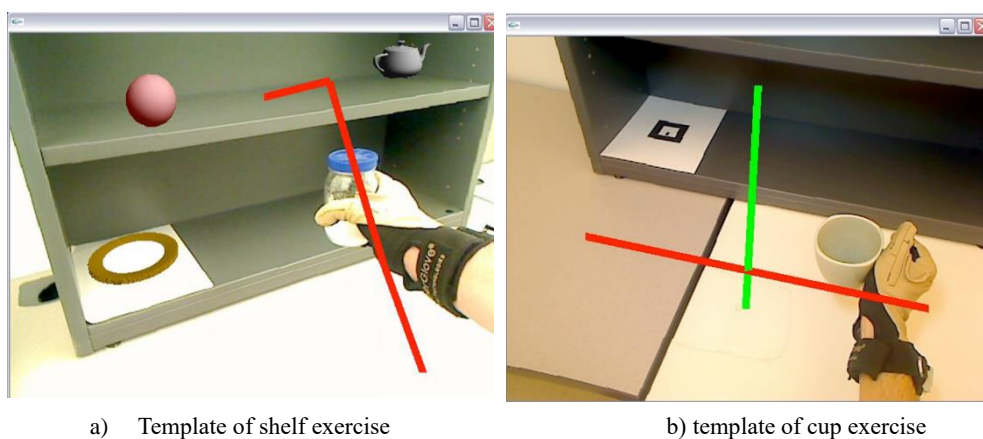 a) Template of shelf exercise
b) template of cup exercise